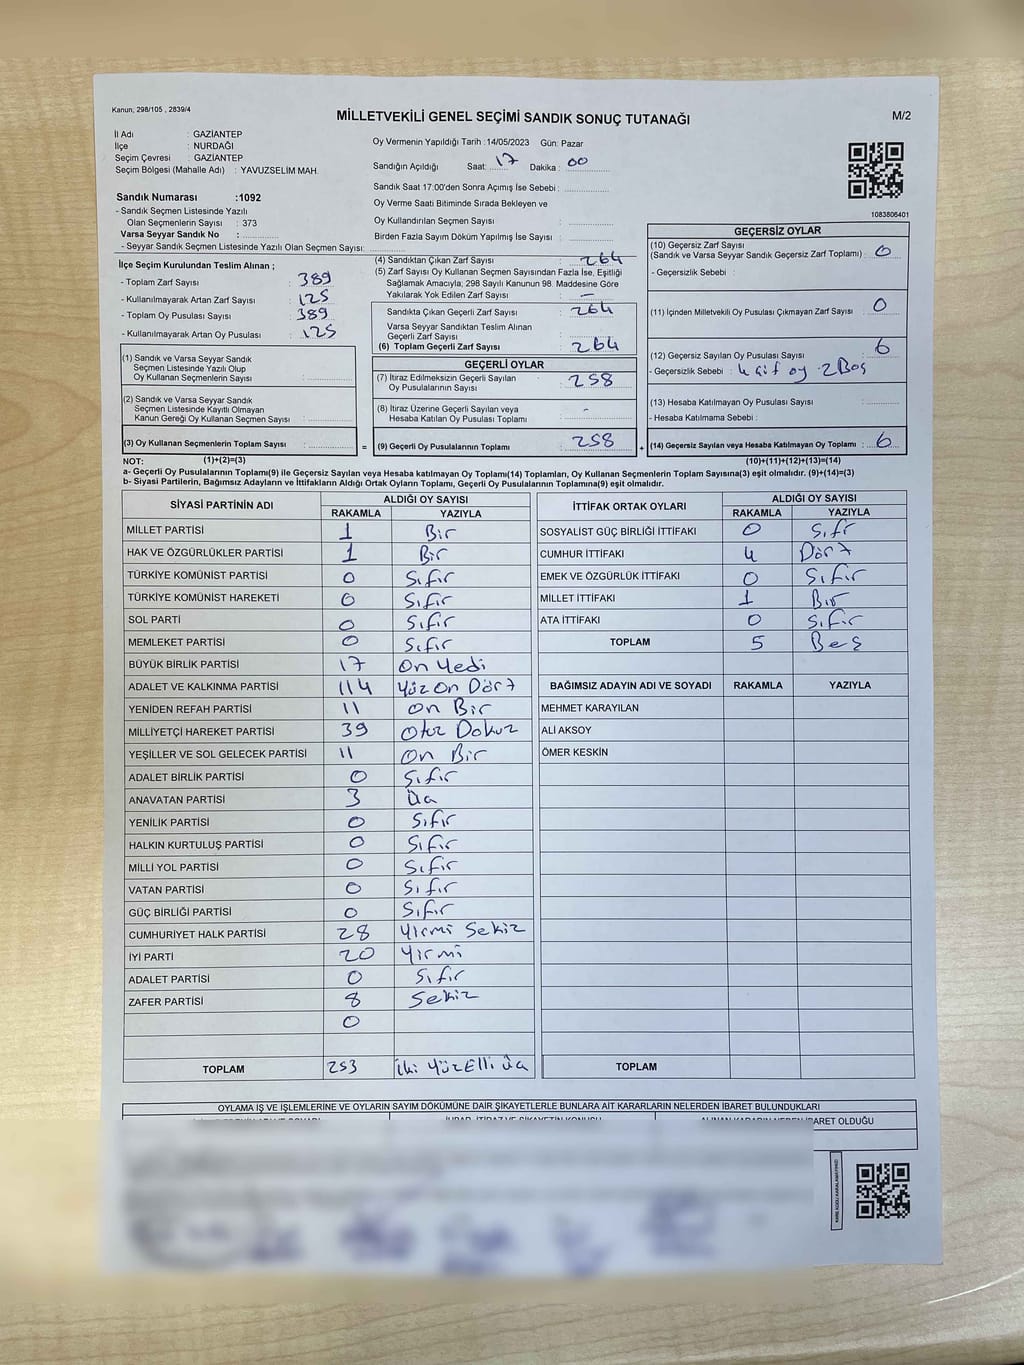 Kanun, 298/105 , 2839/4
MİLLETVEKİLİ GENEL SEÇİMİ SANDIK SONUÇ TUTANAĞI
M/2
İl Adı : GAZİANTEP
İlçe : NURDAĞI
Seçim Çevresi : GAZİANTEP
Seçim Bölgesi (Mahalle Adı) : YAVUZSELİM MAH.
Oy Vermenin Yapıldığı Tarih :14/05/2023 Gün: Pazar
Sandığın Açıldığı Saat: 17 Dakika : 00
Sandık Saat 17:00'den Sonra Açımış İse Sebebi :
Oy Verme Saati Bitiminde Sırada Bekleyen ve
Oy Kullandırılan Seçmen Sayısı :
Birden Fazla Sayım Döküm Yapılmış İse Sayısı :
1083806401
Sandık Numarası :1092
- Sandık Seçmen Listesinde Yazılı
Olan Seçmenlerin Sayısı : 373
Varsa Seyyar Sandık No :
- Seyyar Sandık Seçmen Listesinde Yazılı Olan Seçmen Sayısı:
İlçe Seçim Kurulundan Teslim Alınan ;
- Toplam Zarf Sayısı : 389
- Kullanılmayarak Artan Zarf Sayısı : 125
- Toplam Oy Pusulası Sayısı : 389
- Kullanılmayarak Artan Oy Pusulası : 125
(1) Sandık ve Varsa Seyyar Sandık
Seçmen Listesinde Yazılı Olup
Oy Kullanan Seçmenlerin Sayısı :
(2) Sandık ve Varsa Seyyar Sandık
Seçmen Listesinde Kayıtlı Olmayan
Kanun Gereği Oy Kullanan Seçmen Sayısı :
(3) Oy Kullanan Seçmenlerin Toplam Sayısı :
(4) Sandıktan Çıkan Zarf Sayısı : 264
(5) Zarf Sayısı Oy Kullanan Seçmen Sayısından Fazla İse, Eşitliği
Sağlamak Amacıyla; 298 Sayılı Kanunun 98. Maddesine Göre
Yakılarak Yok Edilen Zarf Sayısı : —
Sandıkta Çıkan Geçerli Zarf Sayısı : 264
Varsa Seyyar Sandıktan Teslim Alınan
Geçerli Zarf Sayısı :
(6) Toplam Geçerli Zarf Sayısı : 264
GEÇERLİ OYLAR
(7) İtiraz Edilmeksizin Geçerli Sayılan
Oy Pusulalarının Sayısı : 258
(8) İtiraz Üzerine Geçerli Sayılan veya
Hesaba Katılan Oy Pusulası Toplamı : -
= (9) Geçerli Oy Pusulalarının Toplamı : 258
GEÇERSİZ OYLAR
(10) Geçersiz Zarf Sayısı
(Sandık ve Varsa Seyyar Sandık Geçersiz Zarf Toplamı) : 0
- Geçersizlik Sebebi :
(11) İçinden Milletvekili Oy Pusulası Çıkmayan Zarf Sayısı : 0
(12) Geçersiz Sayılan Oy Pusulası Sayısı : 6
- Geçersizlik Sebebi : 4 çift oy 2 Boş
(13) Hesaba Katılmayan Oy Pusulası Sayısı :
- Hesaba Katılmama Sebebi :
+ (14) Geçersiz Sayılan veya Hesaba Katılmayan Oy Toplamı : 6
NOT: (1)+(2)=(3) (10)+(11)+(12)+(13)=(14)
a- Geçerli Oy Pusulalarının Toplamı(9) ile Geçersiz Sayılan veya Hesaba katılmayan Oy Toplamı(14) Toplamları, Oy Kullanan Seçmenlerin Toplam Sayısına(3) eşit olmalıdır. (9)+(14)=(3)
b- Siyasi Partilerin, Bağımsız Adayların ve İttifakların Aldığı Ortak Oyların Toplamı, Geçerli Oy Pusulalarının Toplamına(9) eşit olmalıdır.
SİYASİ PARTİNİN ADI ALDIĞI OY SAYISI
RAKAMLA YAZIYLA
MİLLET PARTİSİ 1 Bir
HAK VE ÖZGÜRLÜKLER PARTİSİ 1 Bir
TÜRKİYE KOMÜNİST PARTİSİ 0 Sıfır
TÜRKİYE KOMÜNİST HAREKETİ 0 Sıfır
SOL PARTİ 0 Sıfır
MEMLEKET PARTİSİ 0 Sıfır
BÜYÜK BİRLİK PARTİSİ 17 On Yedi
ADALET VE KALKINMA PARTİSİ 114 Yüz On Dört
YENİDEN REFAH PARTİSİ 11 On Bir
MİLLİYETÇİ HAREKET PARTİSİ 39 Otuz Dokuz
YEŞİLLER VE SOL GELECEK PARTİSİ 11 On Bir
ADALET BİRLİK PARTİSİ 0 Sıfır
ANAVATAN PARTİSİ 3 Üç
YENİLİK PARTİSİ 0 Sıfır
HALKIN KURTULUŞ PARTİSİ 0 Sıfır
MİLLİ YOL PARTİSİ 0 Sıfır
VATAN PARTİSİ 0 Sıfır
GÜÇ BİRLİĞİ PARTİSİ 0 Sıfır
CUMHURİYET HALK PARTİSİ 28 Yirmi Sekiz
İYİ PARTİ 20 Yirmi
ADALET PARTİSİ 0 Sıfır
ZAFER PARTİSİ 8 Sekiz
0
TOPLAM 253 İki Yüz Elli Üç
İTTİFAK ORTAK OYLARI ALDIĞI OY SAYISI
RAKAMLA YAZIYLA
SOSYALİST GÜÇ BİRLİĞİ İTTİFAKI 0 Sıfr
CUMHUR İTTİFAKI 4 Dört
EMEK VE ÖZGÜRLÜK İTTİFAKI 0 Sıfır
MİLLET İTTİFAKI 1 Bir
ATA İTTİFAKI 0 Sıfır
TOPLAM 5 Beş
BAĞIMSIZ ADAYIN ADI VE SOYADI RAKAMLA YAZIYLA
MEHMET KARAYILAN
ALİ AKSOY
ÖMER KESKİN
TOPLAM
OYLAMA İŞ VE İŞLEMLERİNE VE OYLARIN SAYIM DÖKÜMÜNE DAİR ŞİKAYETLERLE BUNLARA AİT KARARLARIN NELERDEN İBARET BULUNDUKLARI
ALINAN KARARIN NEDEN İBARET OLDUĞU